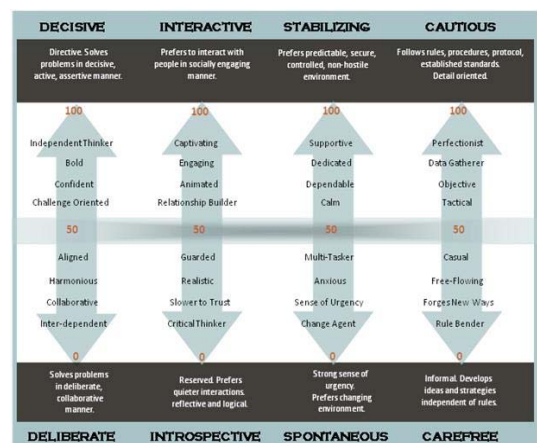 DECISIVE INTERACTIVE STABILIZING CAUTIOUS
Directive. Solves
problems in decisive,
active, assertive manner.
Prefers to interact with
people in socially engaging
manner.
Prefers predictable, secure,
controlled, non-hostile
environment.
Follows rules, procedures, protocol,
established standards.
Detail oriented.
100 100 100 100
Independent Thinker Captivating Supportive Perfectionist
Bold Engaging Dedicated Data Gatherer
Confident Animated Dependable Objective
Challenge Oriented Relationship Builder Calm Tactical
50 50 50 50
Aligned Guarded Multi-Tasker Casual
Harmonious Realistic Anxious Free-Flowing
Collaborative Slower to Trust Sense of Urgency Forges New Ways
Inter-dependent Critical Thinker Change Agent Rule Bender
0 0 0 0
Solves problems
in deliberate,
collaborative
manner.
Reserved. Prefers
quieter interactions.
reflective and logical.
Strong sense of
urgency.
Prefers changing
environment.
Informal. Develops
ideas and strategies
independent of rules.
DELIBERATE INTROSPECTIVE SPONTANEOUS CAREFREE